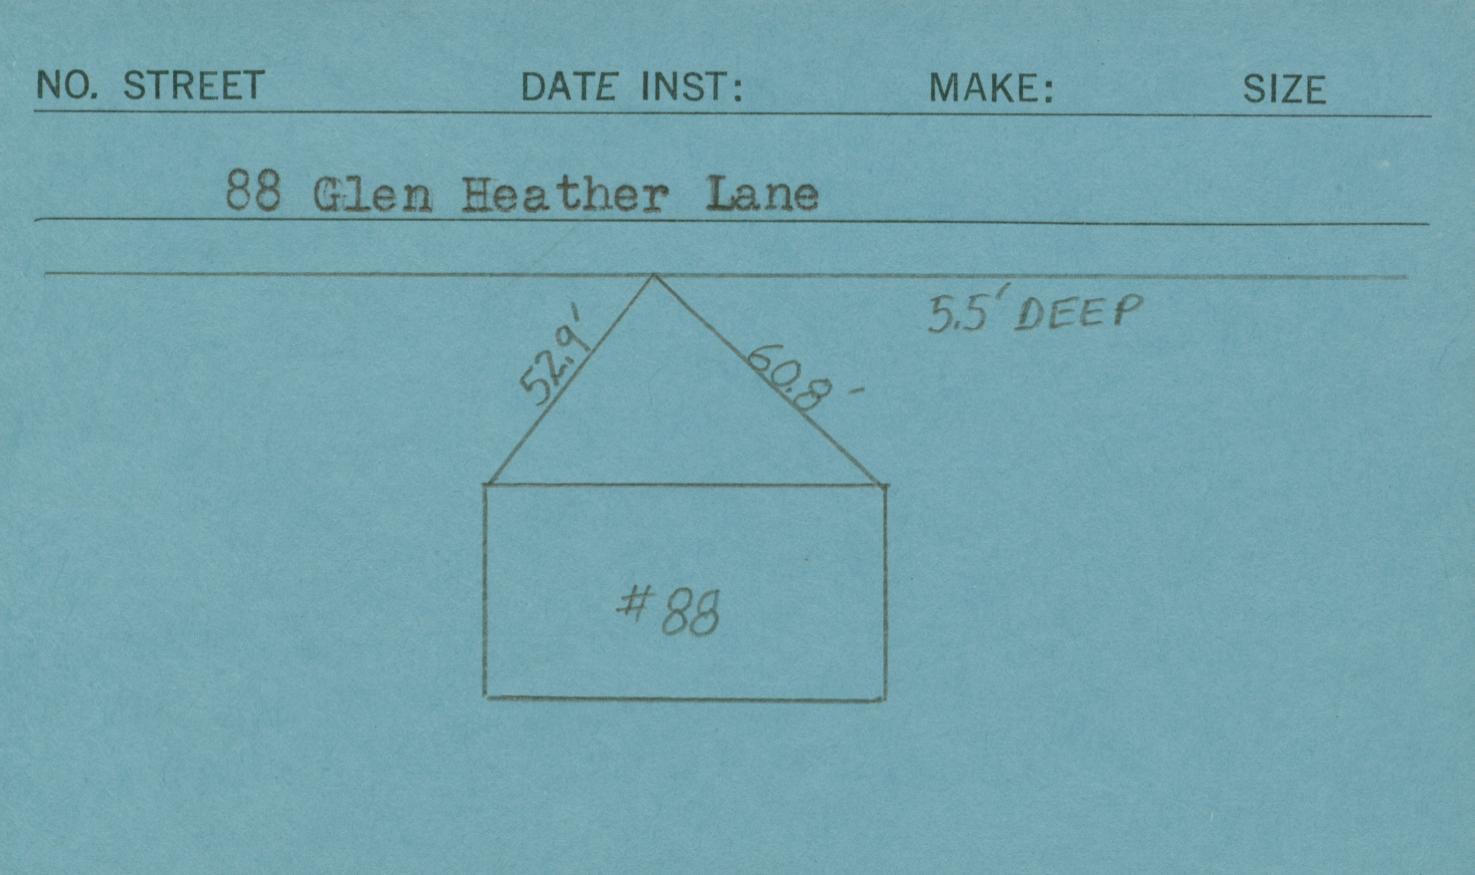 NO. STREET DATE INST: MAKE: SIZE
88 Glen Heather Lane
5.5' DEEP
52.9'
60.8'
#88